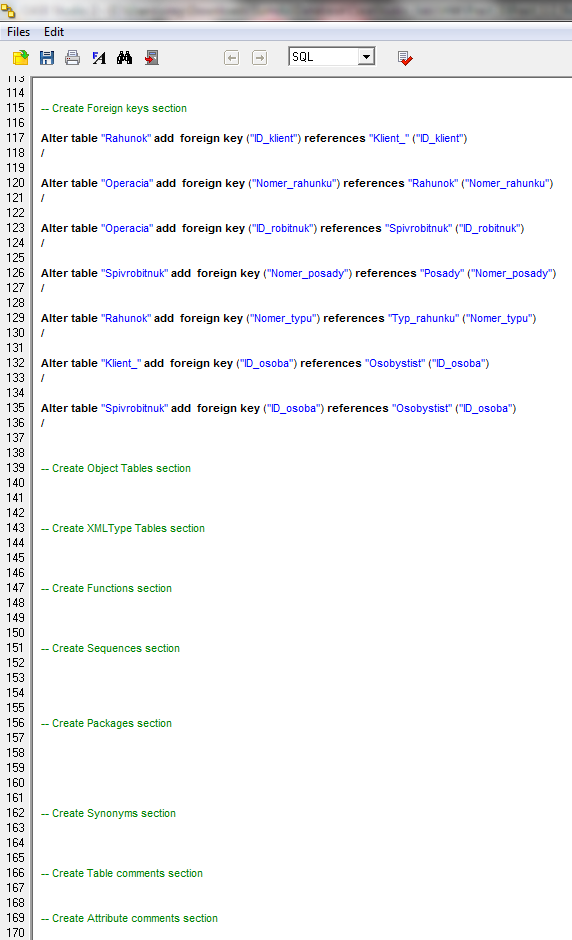 Files Edit
SQL
113
114
115 -- Create Foreign keys section
116
117 Alter table "Rahunok" add  foreign key ("ID_klient") references "Klient_" ("ID_klient")
118 /
119
120 Alter table "Operacia" add  foreign key ("Nomer_rahunku") references "Rahunok" ("Nomer_rahunku")
121 /
122
123 Alter table "Operacia" add  foreign key ("ID_robitnuk") references "Spivrobitnuk" ("ID_robitnuk")
124 /
125
126 Alter table "Spivrobitnuk" add  foreign key ("Nomer_posady") references "Posady" ("Nomer_posady")
127 /
128
129 Alter table "Rahunok" add  foreign key ("Nomer_typu") references "Typ_rahunku" ("Nomer_typu")
130 /
131
132 Alter table "Klient_" add  foreign key ("ID_osoba") references "Osobystist" ("ID_osoba")
133 /
134
135 Alter table "Spivrobitnuk" add  foreign key ("ID_osoba") references "Osobystist" ("ID_osoba")
136 /
137
138
139 -- Create Object Tables section
140
141
142
143 -- Create XMLType Tables section
144
145
146
147 -- Create Functions section
148
149
150
151 -- Create Sequences section
152
153
154
155
156 -- Create Packages section
157
158
159
160
161
162 -- Create Synonyms section
163
164
165
166 -- Create Table comments section
167
168
169 -- Create Attribute comments section
170